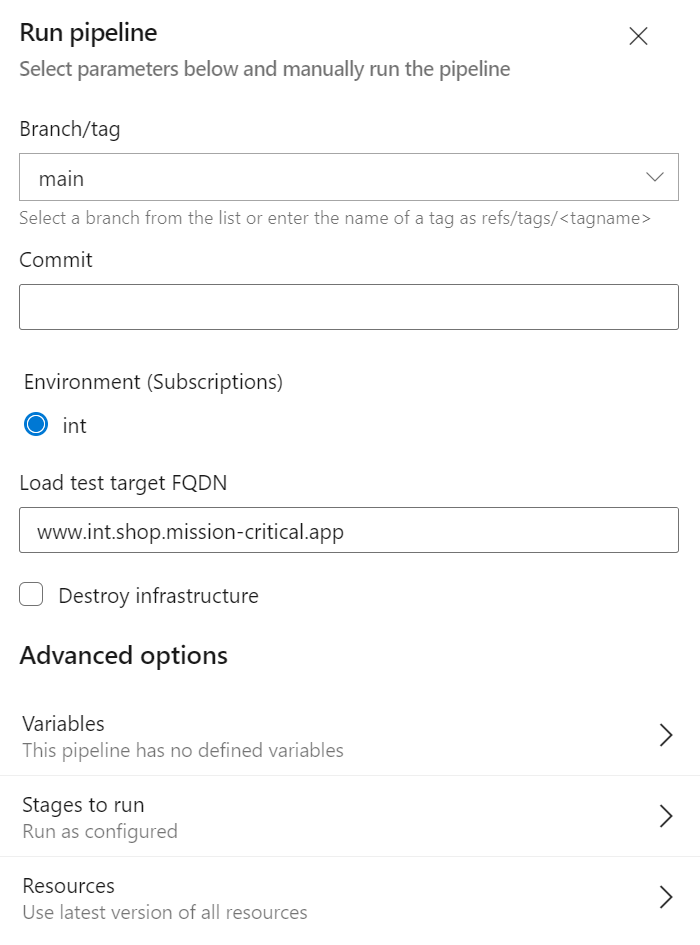 Run pipeline
Select parameters below and manually run the pipeline
Branch/tag
main
Select a branch from the list or enter the name of a tag as refs/tags/<tagname>
Commit
Environment (Subscriptions)
int
Load test target FQDN
www.int.shop.mission-critical.app
Destroy infrastructure
Advanced options
Variables
This pipeline has no defined variables
Stages to run
Run as configured
Resources
Use latest version of all resources